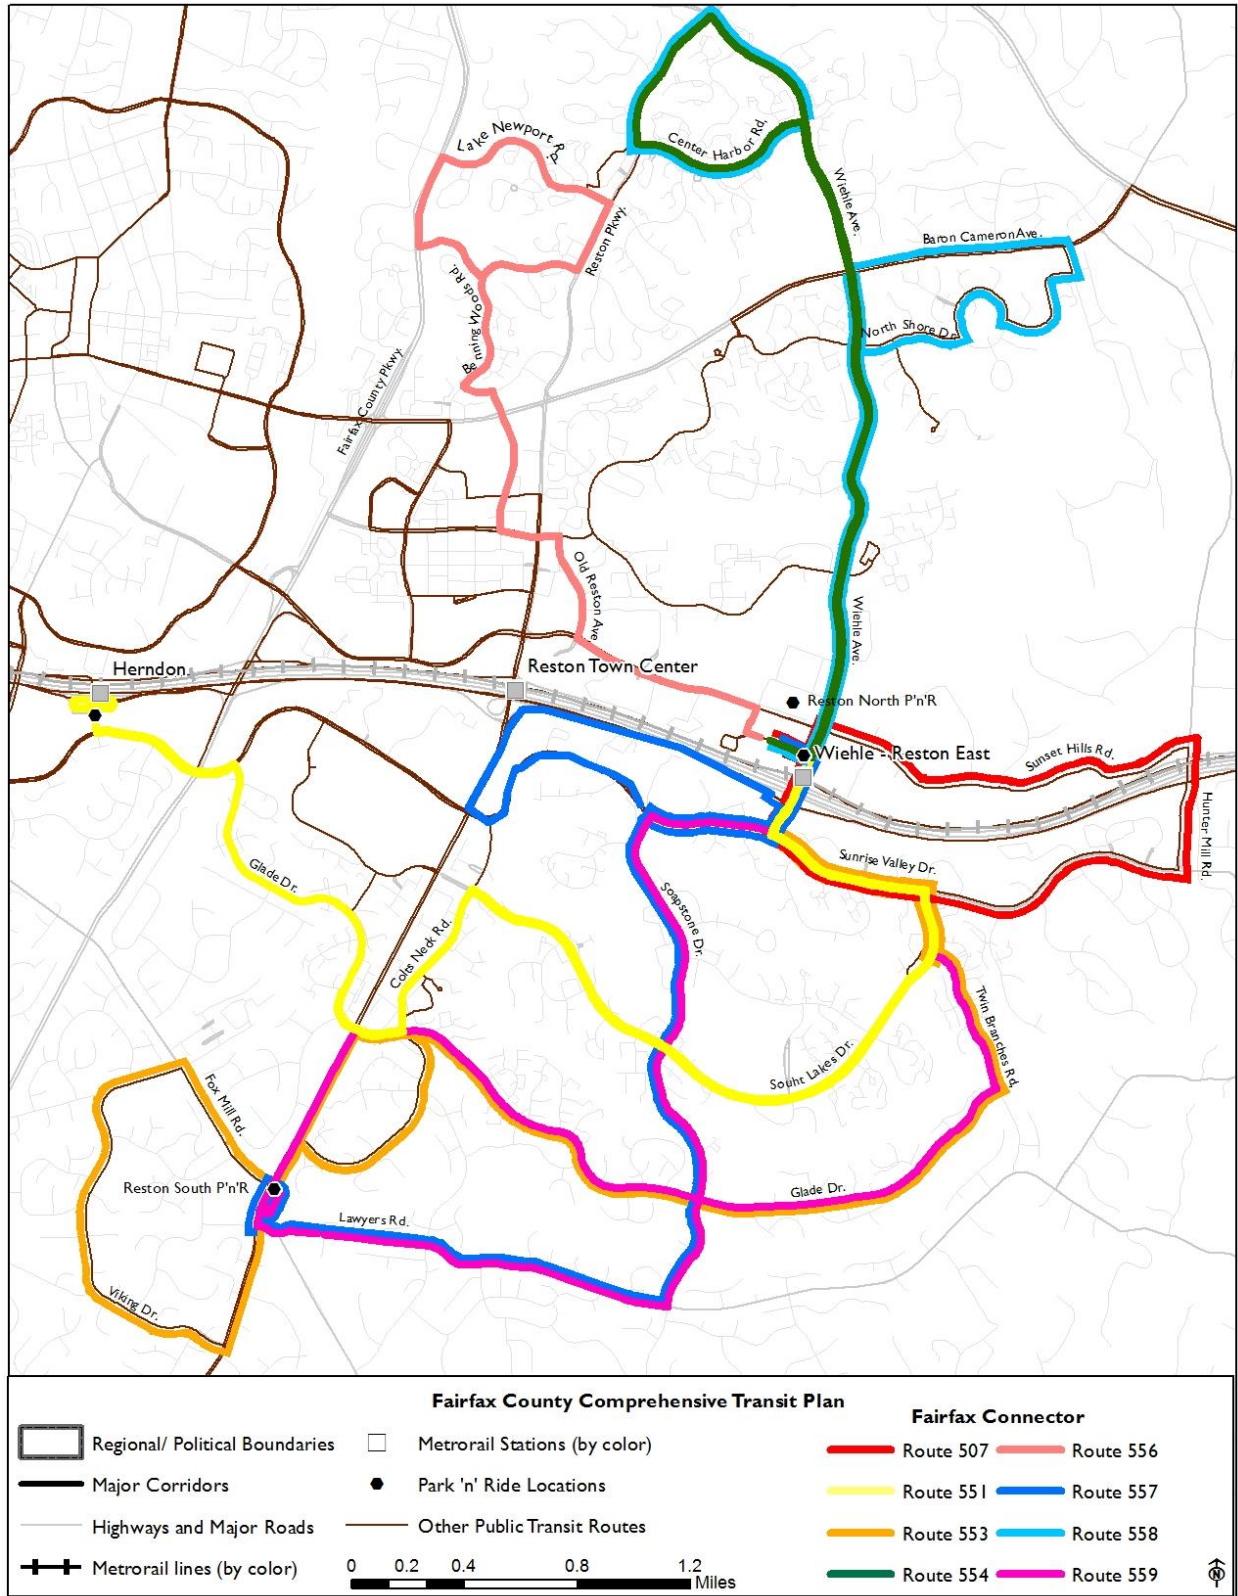 Lake Newport Rd.
Center Harbor Rd.
Wiehle Ave.
Reston Pkwy.
Baron Cameron Ave.
North Shore Dr.
Fairfax County Pkwy.
Old Reston Ave.
Wiehle Ave.
Herndon
Reston Town Center
Reston North P'n'R
Wiehle - Reston East
Sunset Hills Rd.
Hunter Mill Rd.
Sunrise Valley Dr.
Glade Dr.
Soapstone Dr.
Colts Neck Rd.
Twin Branches Rd.
Souht Lakes Dr.
Fox Mill Rd.
Reston South P'n'R
Glade Dr.
Lawyers Rd.
Viking Dr.
Fairfax County Comprehensive Transit Plan
Regional/ Political Boundaries
Major Corridors
Highways and Major Roads
Metrorail lines (by color)
Metrorail Stations (by color)
Park 'n' Ride Locations
Other Public Transit Routes
0 0.2 0.4 0.8 1.2
Miles
Fairfax Connector
Route 507
Route 551
Route 553
Route 554
Route 556
Route 557
Route 558
Route 559
N